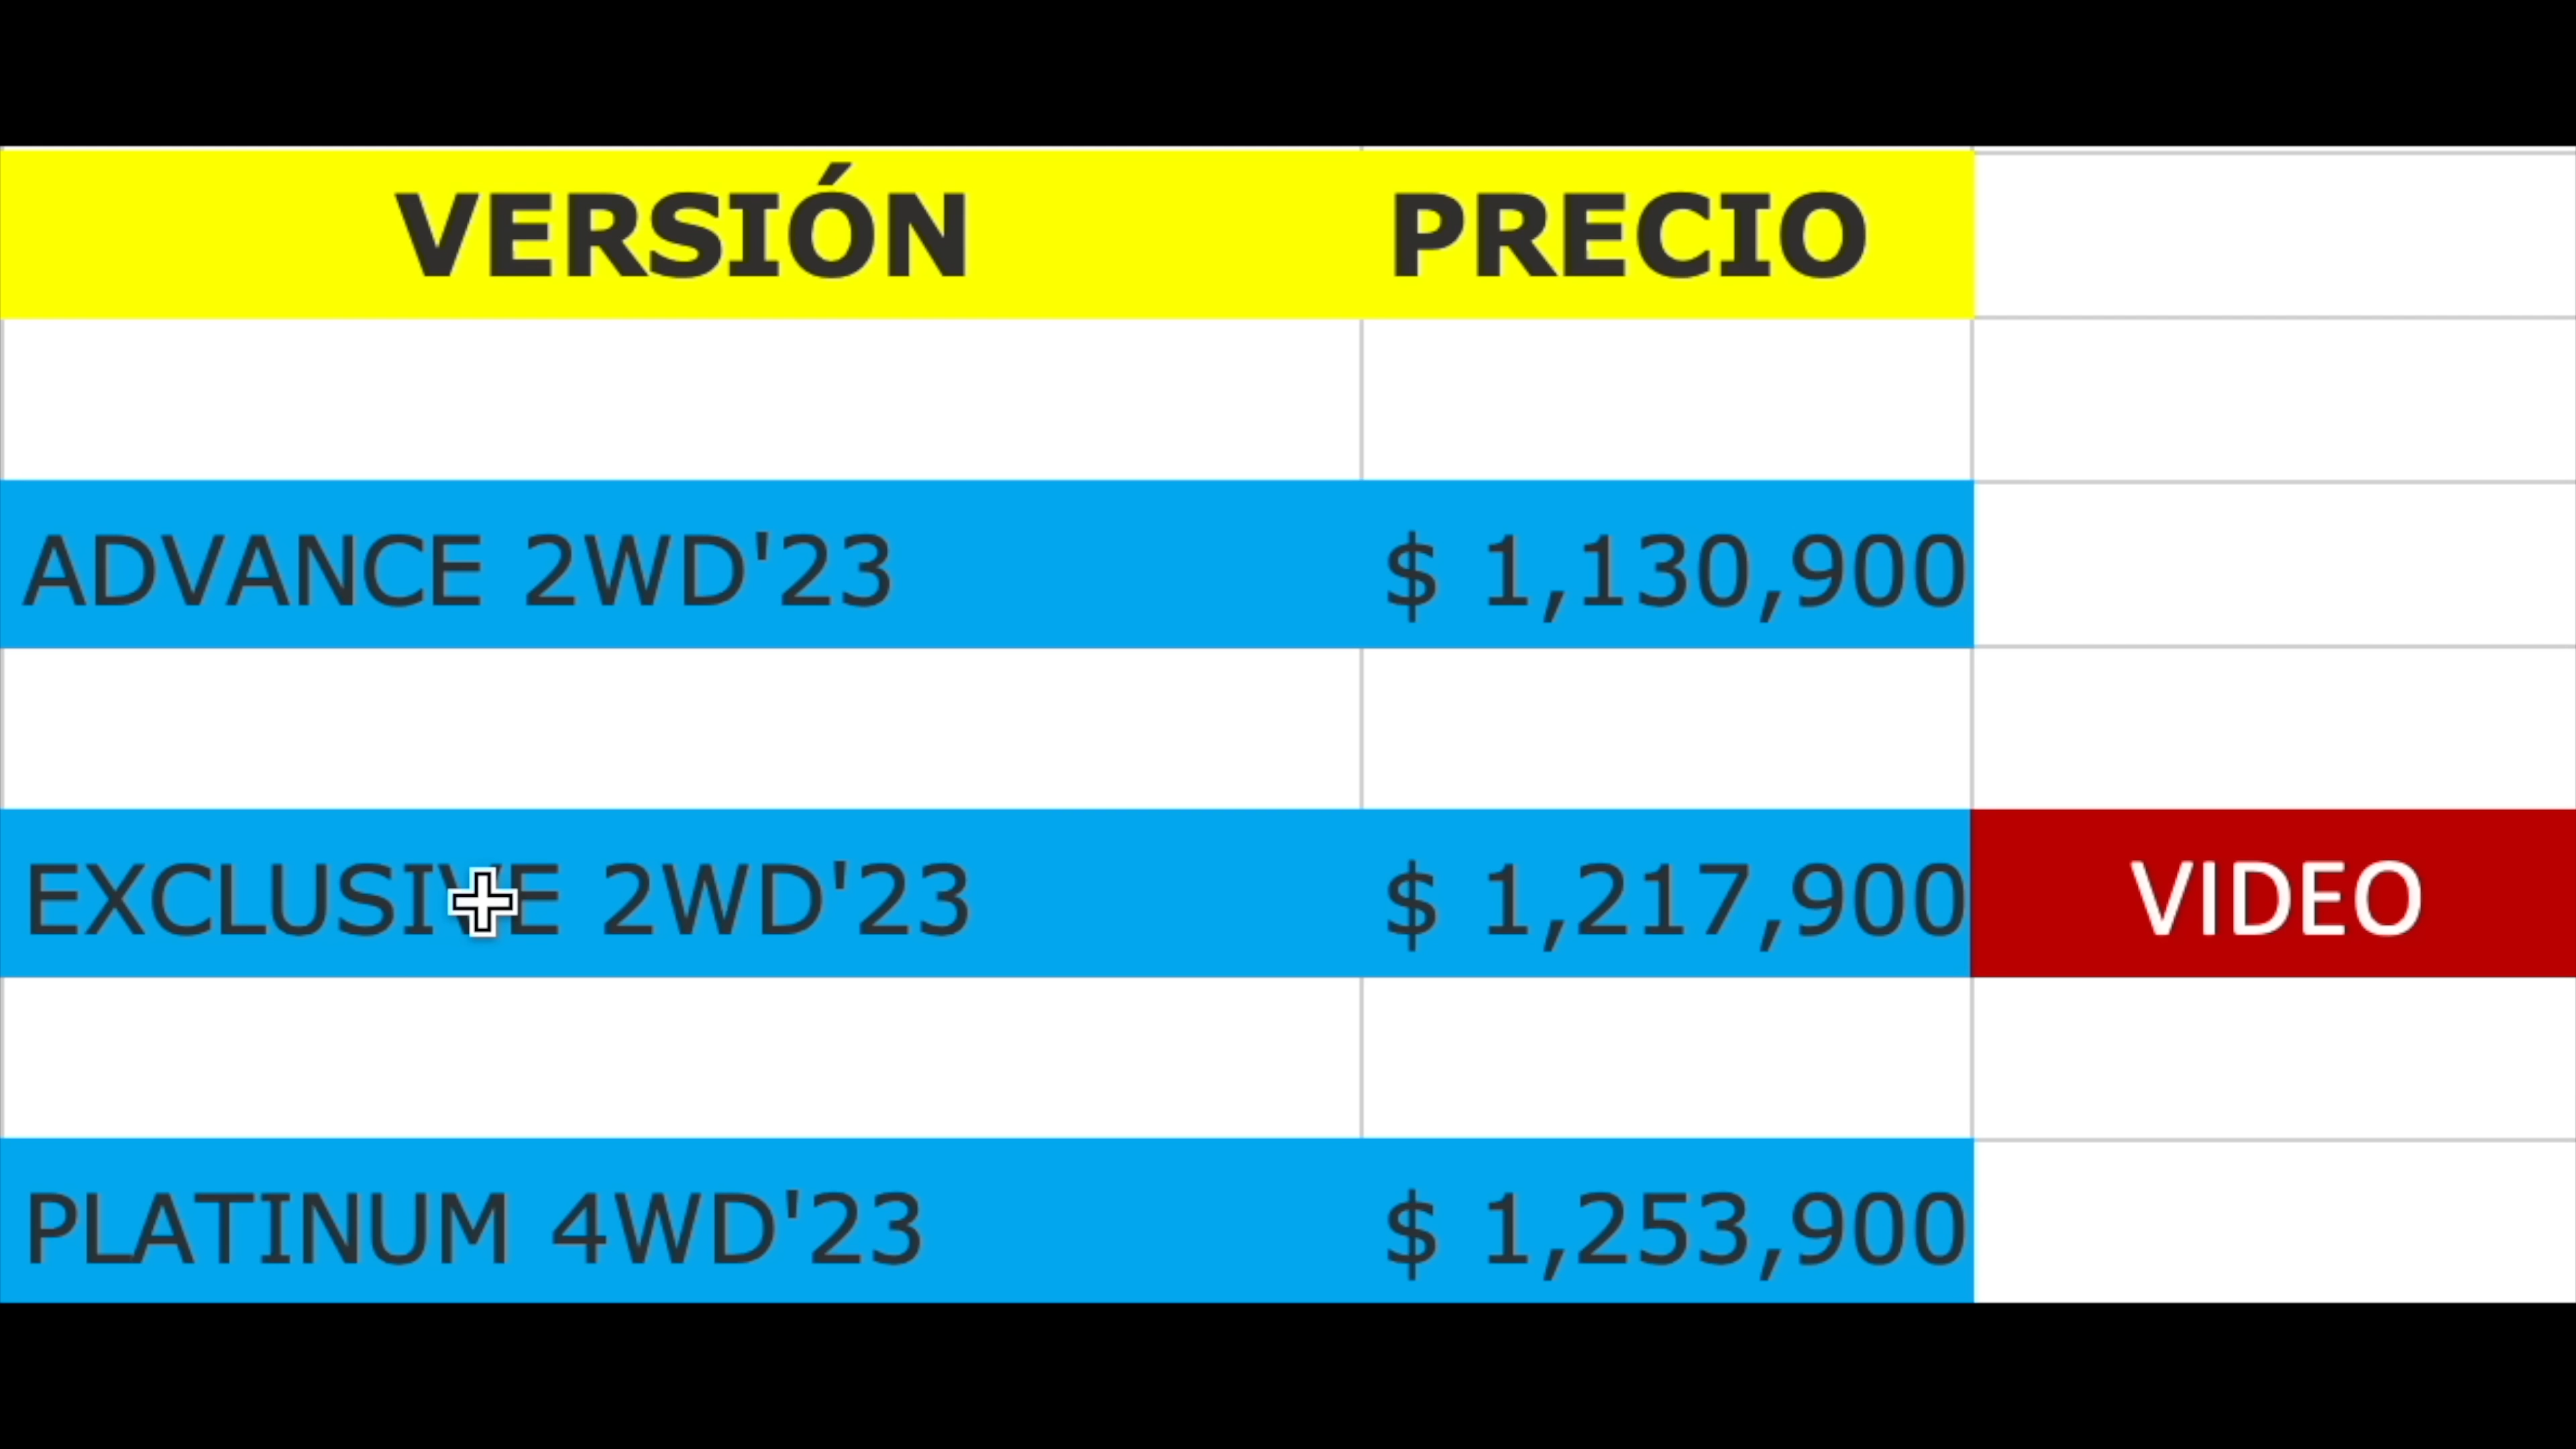 VERSIÓN PRECIO
ADVANCE 2WD'23 $ 1,130,900
EXCLUSIVE 2WD'23 $ 1,217,900 VIDEO
PLATINUM 4WD'23 $ 1,253,900